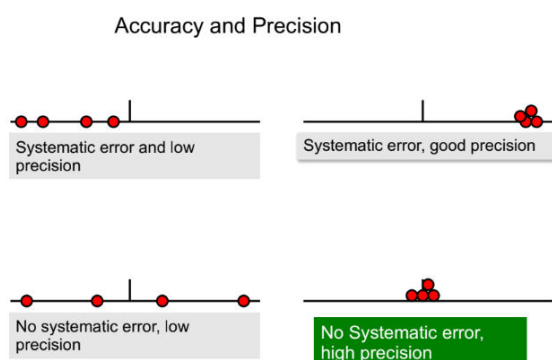 Accuracy and Precision
Systematic error and low
precision
Systematic error, good precision
No systematic error, low
precision
No Systematic error,
high precision